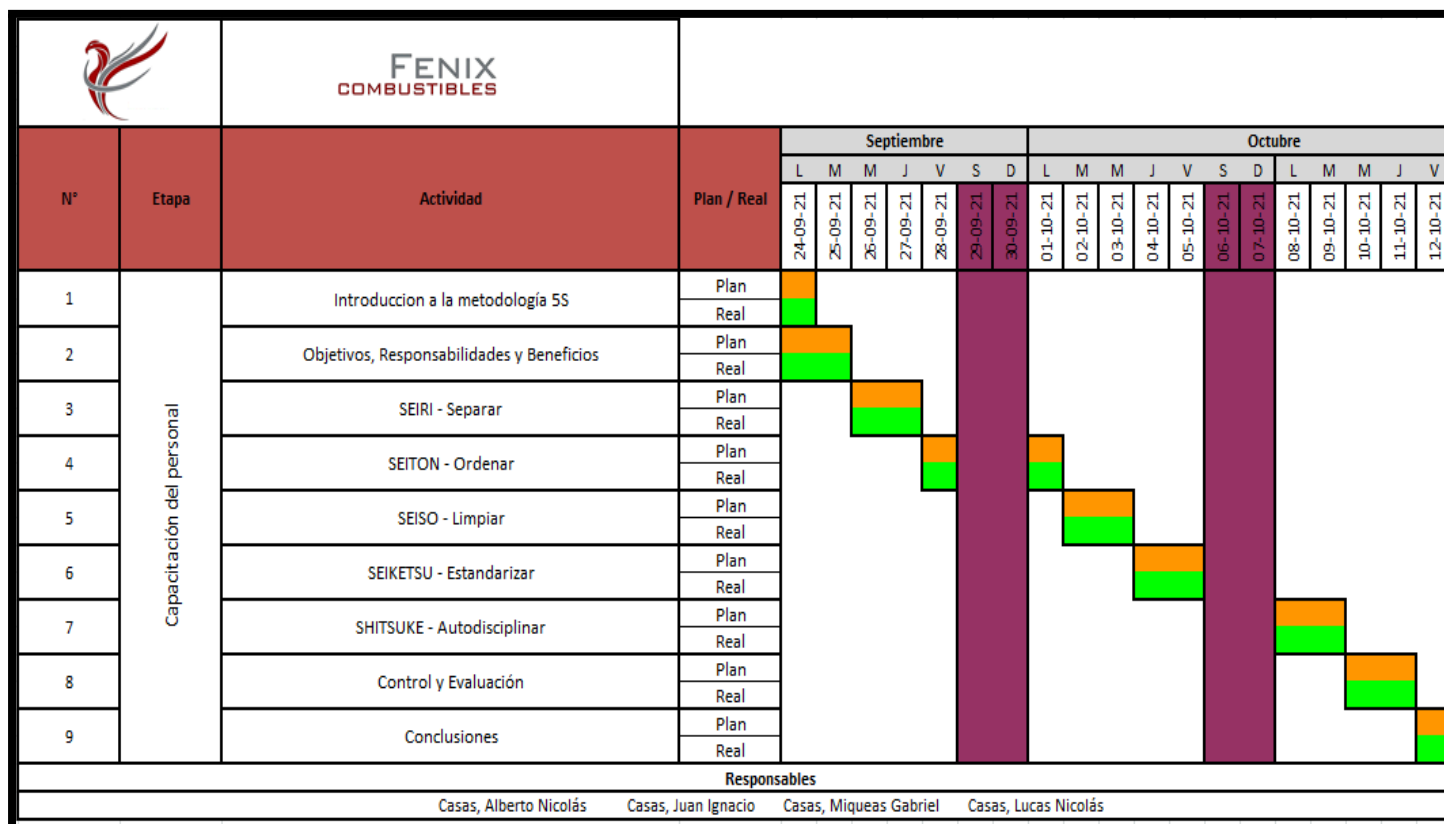 FENIX
COMBUSTIBLES
Septiembre Octubre
N° Etapa Actividad Plan / Real L M M J V S D L M M J V S D L M M J V
24-09-21 25-09-21 26-09-21 27-09-21 28-09-21 29-09-21 30-09-21 01-10-21 02-10-21 03-10-21 04-10-21 05-10-21 06-10-21 07-10-21 08-10-21 09-10-21 10-10-21 11-10-21 12-10-21
Capacitación del personal
1 Introduccion a la metodología 5S Plan
Real
2 Objetivos, Responsabilidades y Beneficios Plan
Real
3 SEIRI - Separar Plan
Real
4 SEITON - Ordenar Plan
Real
5 SEISO - Limpiar Plan
Real
6 SEIKETSU - Estandarizar Plan
Real
7 SHITSUKE - Autodisciplinar Plan
Real
8 Control y Evaluación Plan
Real
9 Conclusiones Plan
Real
Responsables
Casas, Alberto Nicolás Casas, Juan Ignacio Casas, Miqueas Gabriel Casas, Lucas Nicolás